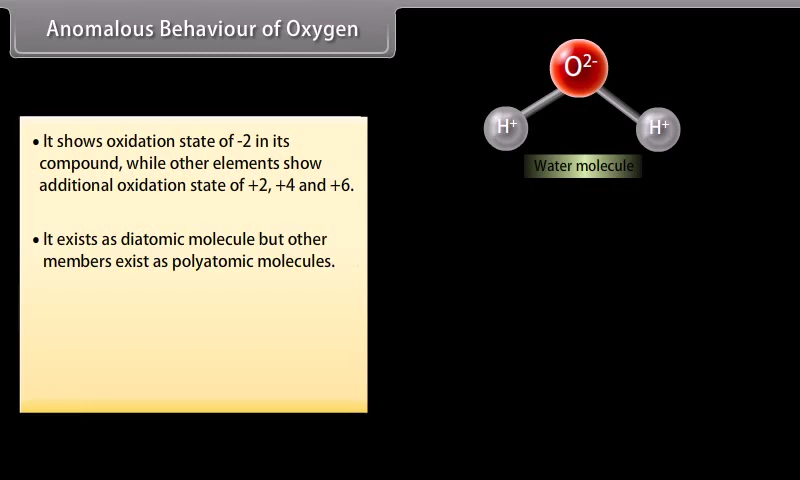 Anomalous Behaviour of Oxygen
O²⁻
H⁺ H⁺
Water molecule
• It shows oxidation state of -2 in its
compound, while other elements show
additional oxidation state of +2, +4 and +6.
• It exists as diatomic molecule but other
members exist as polyatomic molecules.